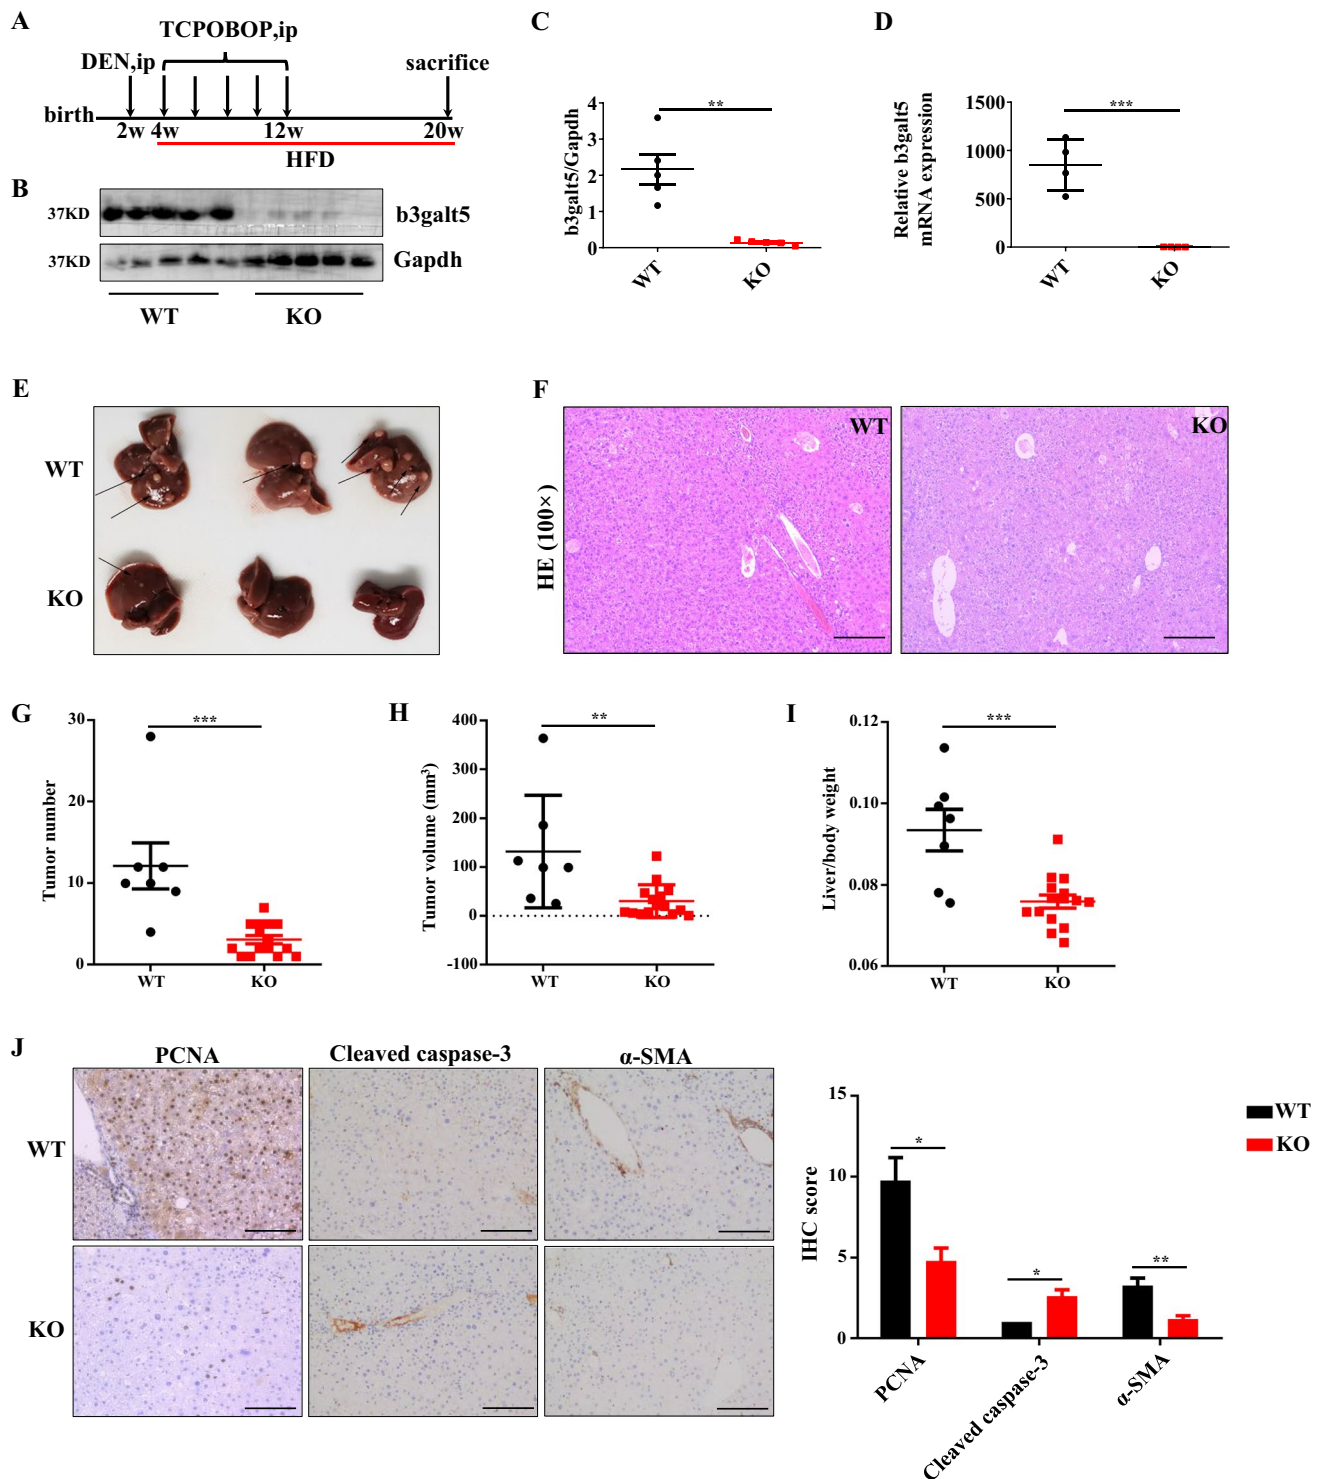 A
TCPOBOP,ip
DEN,ip
sacrifice
birth
2w 4w 12w 20w
HFD
B
37KD b3galt5
37KD Gapdh
WT KO
C
b3galt5/Gapdh
4
3
2
1
0
**
WT KO
D
Relative b3galt5
mRNA expression
1500
1000
500
0
***
WT KO
E
WT
KO
F
HE (100×)
WT
KO
G
Tumor number
30
20
10
0
***
WT KO
H
Tumor volume (mm³)
400
300
200
100
0
-100
**
WT KO
I
Liver/body weight
0.12
0.10
0.08
0.06
***
WT KO
J
PCNA Cleaved caspase-3 α-SMA
WT
KO
IHC score
15
10
5
0
*
*
**
PCNA
Cleaved caspase-3
α-SMA
WT
KO